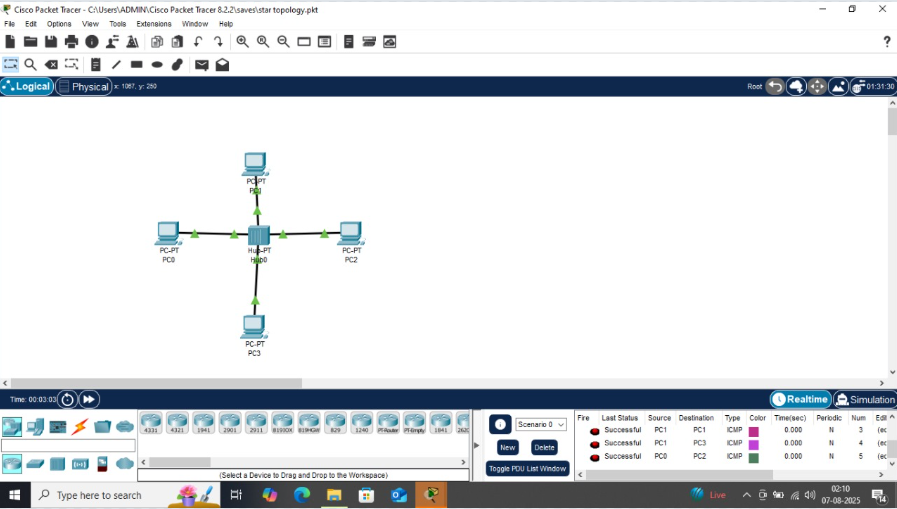 Cisco Packet Tracer - C:\Users\ADMIN\Cisco Packet Tracer 8.2.2\saves\star topology.pkt
File Edit Options View Tools Extensions Window Help
?
Logical Physical x: 1067, y: 250 Root 01:31:30
PC-PT
PC1
PC-PT
PC0
Hub-PT
Hub0
PC-PT
PC2
PC-PT
PC3
Time: 00:03:03 Realtime Simulation
4331 4321 1941 2901 2911 819IOX 819HGW 829 1240 PT-Router PT-Empty 1841
(Select a Device to Drag and Drop to the Workspace)
Scenario 0
New Delete
Toggle PDU List Window
Fire Last Status Source Destination Type Color Time(sec) Periodic Num
Successful PC1 PC1 ICMP 0.000 N 3
Successful PC1 PC3 ICMP 0.000 N 4
Successful PC0 PC2 ICMP 0.000 N 5
Type here to search
Live
02:10
07-08-2025